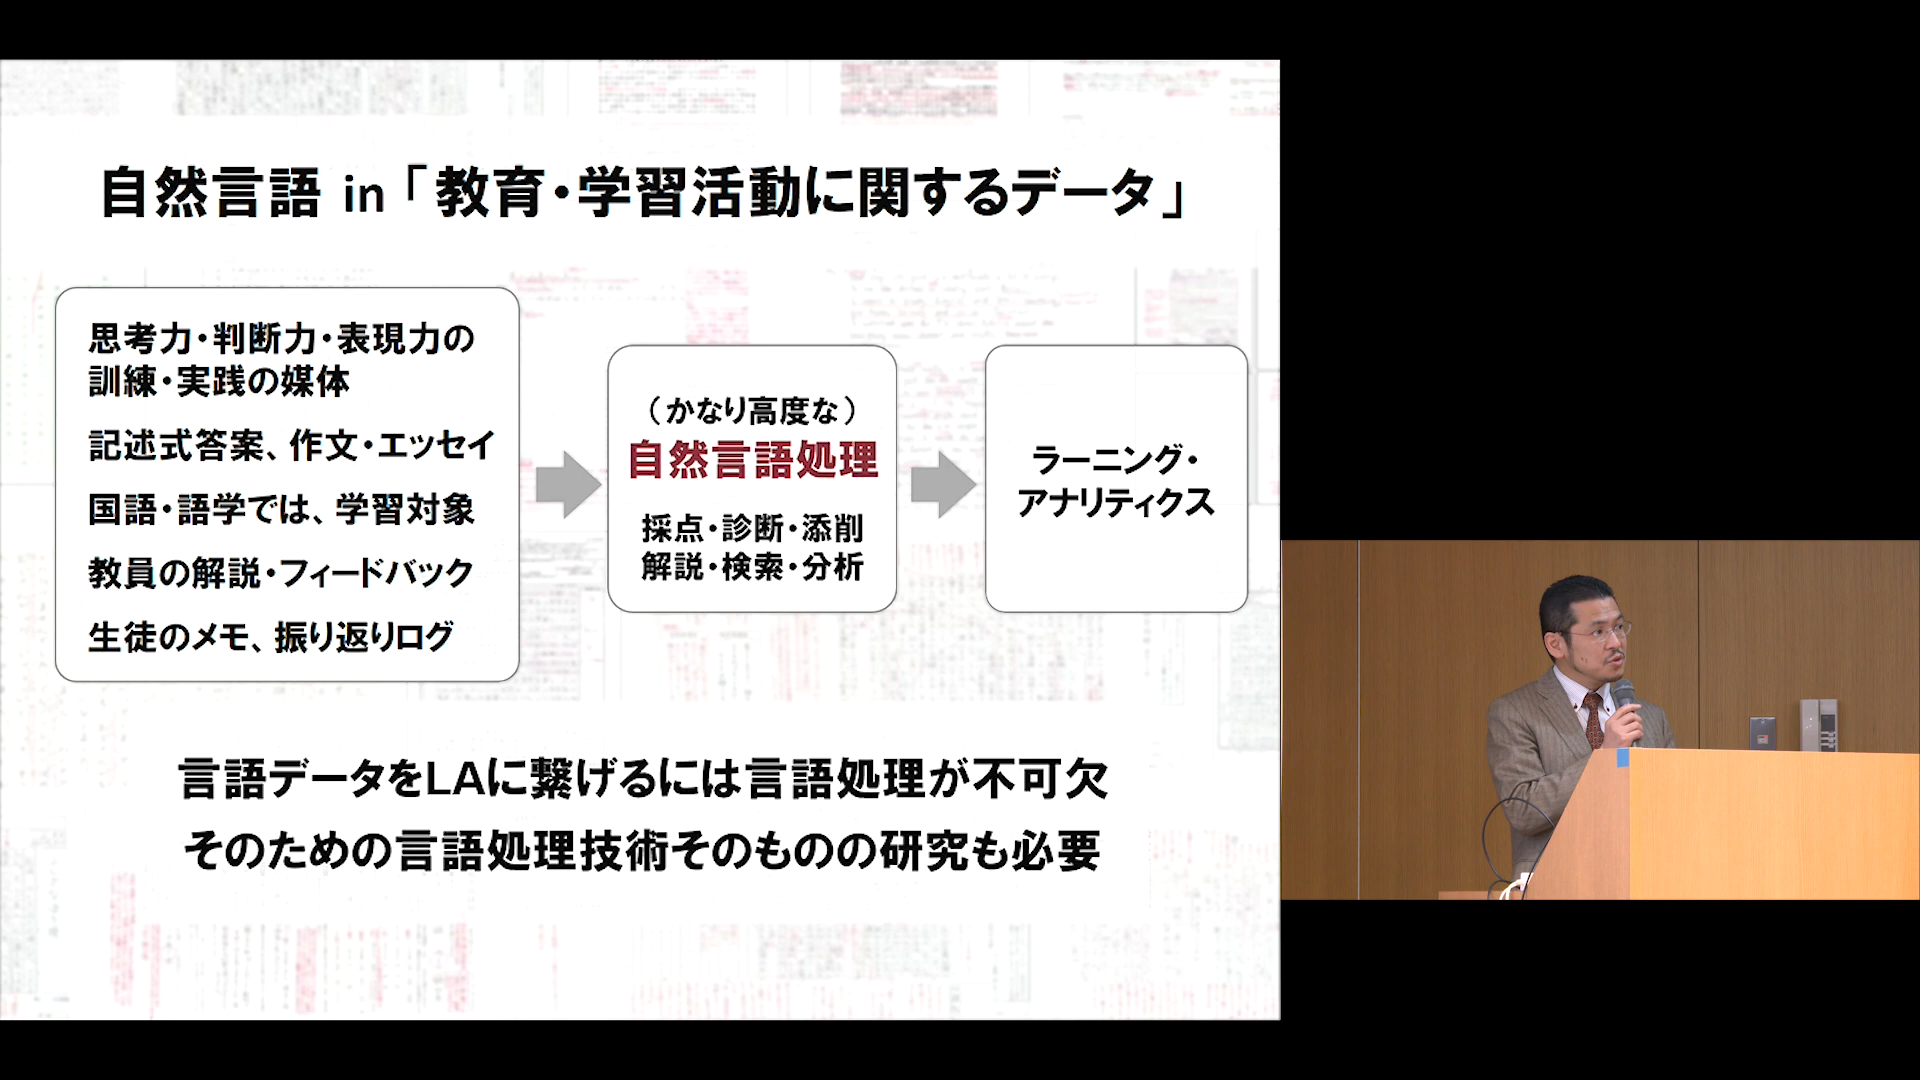 自然言語 in「教育・学習活動に関するデータ」
思考力・判断力・表現力の
訓練・実践の媒体
記述式答案、作文・エッセイ
国語・語学では、学習対象
教員の解説・フィードバック
生徒のメモ、振り返りログ
（かなり高度な）
自然言語処理
採点・診断・添削
解説・検索・分析
ラーニング・
アナリティクス
言語データをLAに繋げるには言語処理が不可欠
そのための言語処理技術そのものの研究も必要